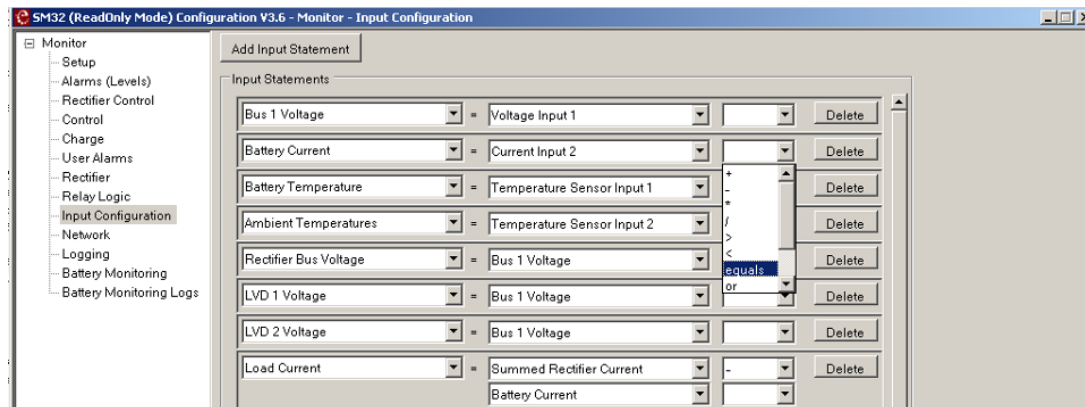 SM32 (ReadOnly Mode) Configuration V3.6 - Monitor - Input Configuration
Monitor
Setup
Alarms (Levels)
Rectifier Control
Control
Charge
User Alarms
Rectifier
Relay Logic
Input Configuration
Network
Logging
Battery Monitoring
Battery Monitoring Logs
Add Input Statement
Input Statements
Bus 1 Voltage = Voltage Input 1 Delete
Battery Current = Current Input 2 Delete
Battery Temperature = Temperature Sensor Input 1 Delete
Ambient Temperatures = Temperature Sensor Input 2 Delete
Rectifier Bus Voltage = Bus 1 Voltage Delete
LVD 1 Voltage = Bus 1 Voltage Delete
LVD 2 Voltage = Bus 1 Voltage Delete
Load Current = Summed Rectifier Current - Delete
Battery Current
+
-
*
/
>
<
equals
or